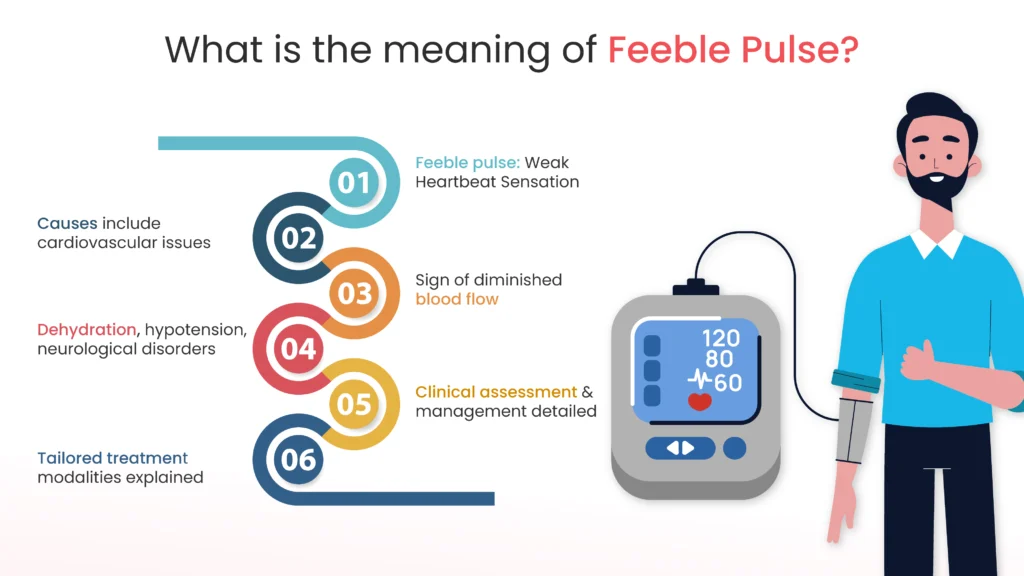 What is the meaning of Feeble Pulse?
01
Feeble pulse: Weak
Heartbeat Sensation
02
Causes include
cardiovascular issues
03
Sign of diminished
blood flow
04
Dehydration, hypotension,
neurological disorders
05
Clinical assessment &
management detailed
06
Tailored treatment
modalities explained
120
80
60